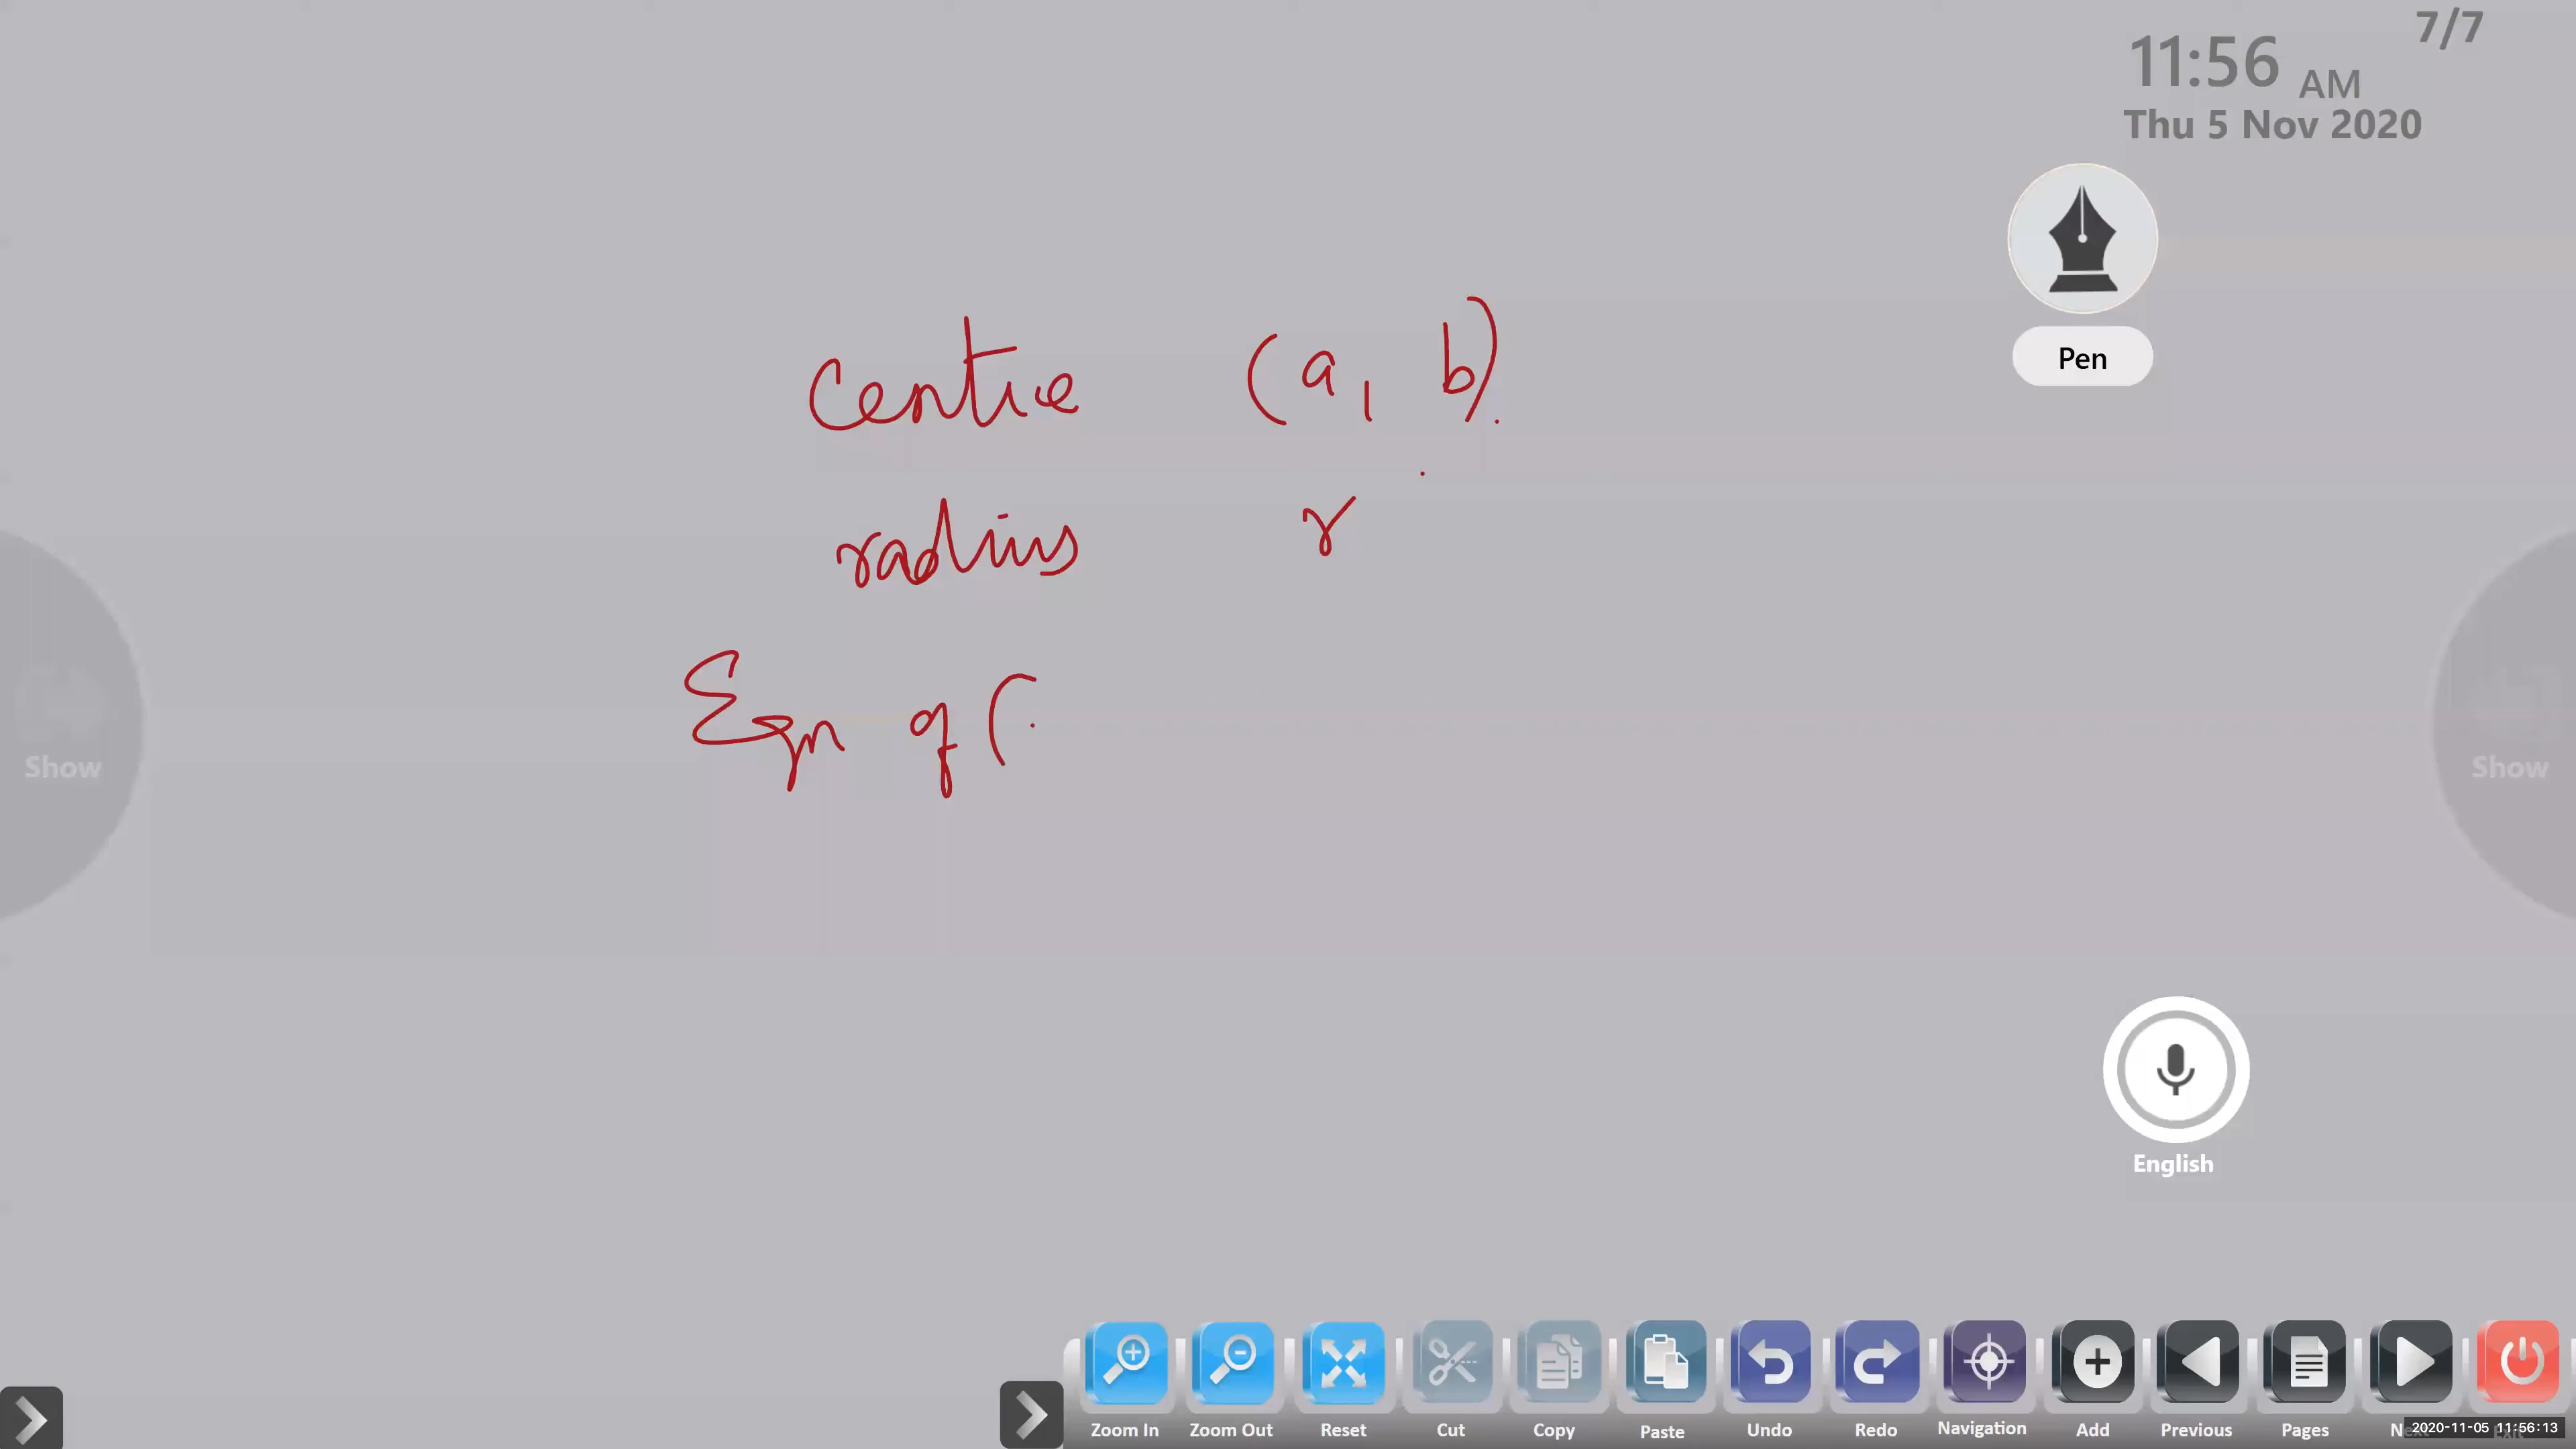 7/7
11:56 AM
Thu 5 Nov 2020
Pen
Centre (a, b).
radius r
Eqn of (
Show
Show
English
Zoom In Zoom Out Reset Cut Copy Paste Undo Redo Navigation Add Previous Pages
2020-11-05 11:56:13